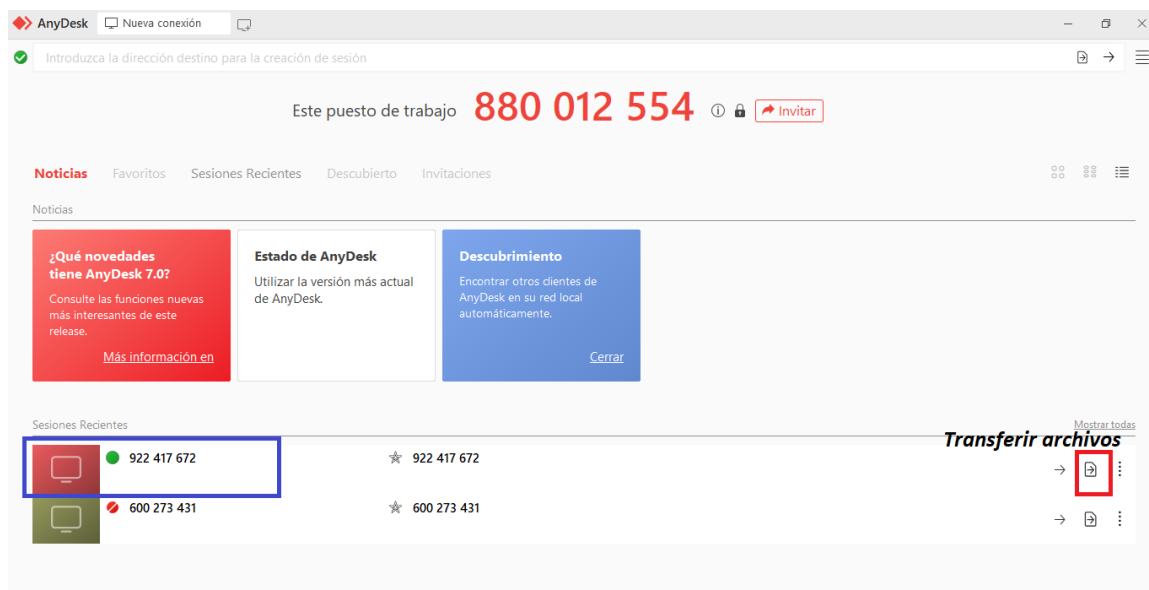 AnyDesk Nueva conexión
Introduzca la dirección destino para la creación de sesión
Este puesto de trabajo 880 012 554 Invitar
Noticias Favoritos Sesiones Recientes Descubierto Invitaciones
Noticias
¿Qué novedades
tiene AnyDesk 7.0?
Consulte las funciones nuevas
más interesantes de este
release.
Más información en
Estado de AnyDesk
Utilizar la versión más actual
de AnyDesk.
Descubrimiento
Encontrar otros clientes de
AnyDesk en su red local
automáticamente.
Cerrar
Sesiones Recientes Mostrar todas
Transferir archivos
922 417 672 922 417 672
600 273 431 600 273 431